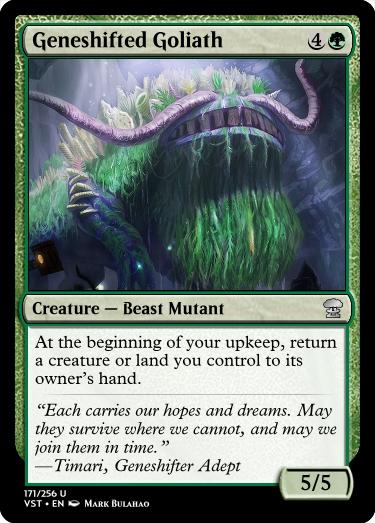 Geneshifted Goliath 4
Creature — Beast Mutant
At the beginning of your upkeep, return
a creature or land you control to its
owner's hand.
“Each carries our hopes and dreams. May
they survive where we cannot, and may we
join them in time.”
—Timari, Geneshifter Adept
5/5
171/256 U
VST • EN Mark Bulahao